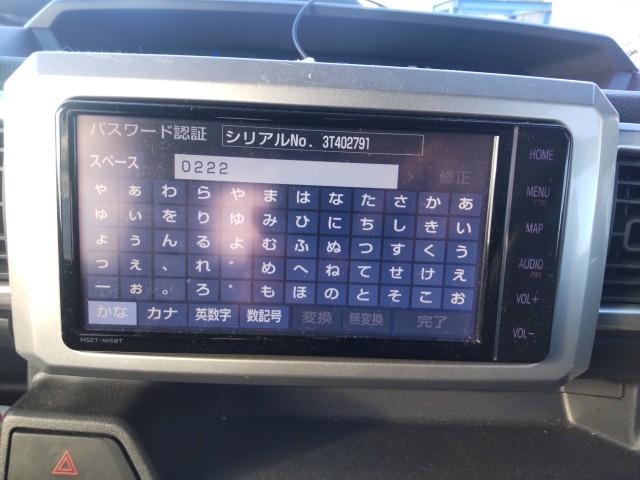 パスワード認証 シリアルNo. 3T402791
スペース 0222 修正
ゃ ぁ わ ら や ま は な た さ か あ
ゅ ぃ を り ゆ み ひ に ち し き い
ょ ぅ ん る よ む ふ ぬ つ す く う
っ ぇ 、 れ ゛ め へ ね て せ け え
ー ぉ 。 ろ ゜ も ほ の と そ こ お
かな カナ 英数字 数記号 変換 無変換 完了
NSZT-W68T
HOME
MENU
CTRL
MAP
AUDIO
PWR
VOL+
VOL-